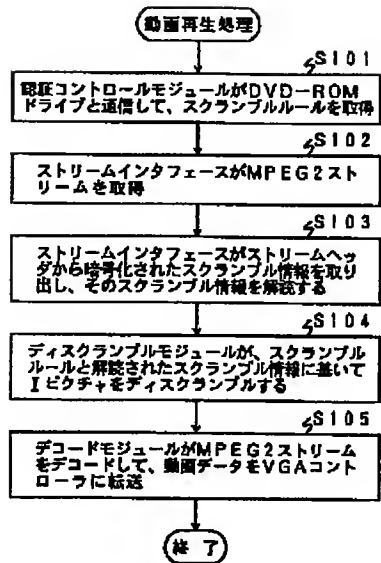 動画再生処理
S101
認証コントロールモジュールがDVD-ROM
ドライブと通信して、スクランブルルールを取得
S102
ストリームインタフェースがMPEG2スト
リームを取得
S103
ストリームインタフェースがストリームヘッ
ダから暗号化されたスクランブル情報を取り
出し、そのスクランブル情報を解読する
S104
ディスクランブルモジュールが、スクランブル
ルールと解読されたスクランブル情報に基いて
Iピクチャをディスクランブルする
S105
デコードモジュールがMPEG2ストリーム
をデコードして、動画データをVGAコント
ローラに転送
終了